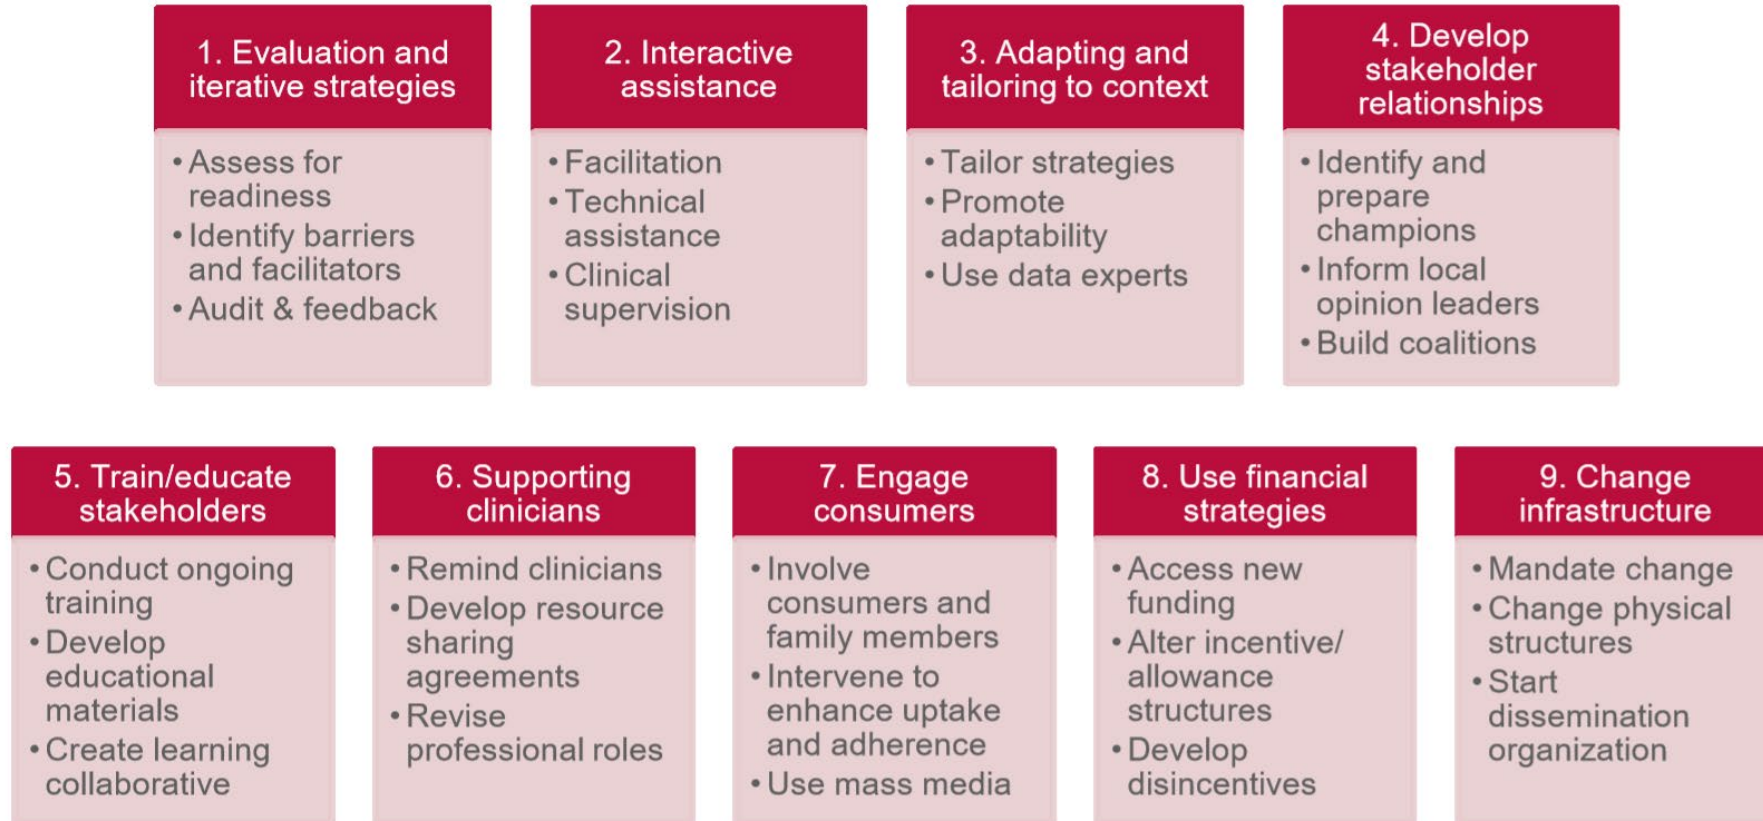 1. Evaluation and
iterative strategies
• Assess for
readiness
• Identify barriers
and facilitators
• Audit & feedback
2. Interactive
assistance
• Facilitation
• Technical
assistance
• Clinical
supervision
3. Adapting and
tailoring to context
• Tailor strategies
• Promote
adaptability
• Use data experts
4. Develop
stakeholder
relationships
• Identify and
prepare
champions
• Inform local
opinion leaders
• Build coalitions
5. Train/educate
stakeholders
• Conduct ongoing
training
• Develop
educational
materials
• Create learning
collaborative
6. Supporting
clinicians
• Remind clinicians
• Develop resource
sharing
agreements
• Revise
professional roles
7. Engage
consumers
• Involve
consumers and
family members
• Intervene to
enhance uptake
and adherence
• Use mass media
8. Use financial
strategies
• Access new
funding
• Alter incentive/
allowance
structures
• Develop
disincentives
9. Change
infrastructure
• Mandate change
• Change physical
structures
• Start
dissemination
organization